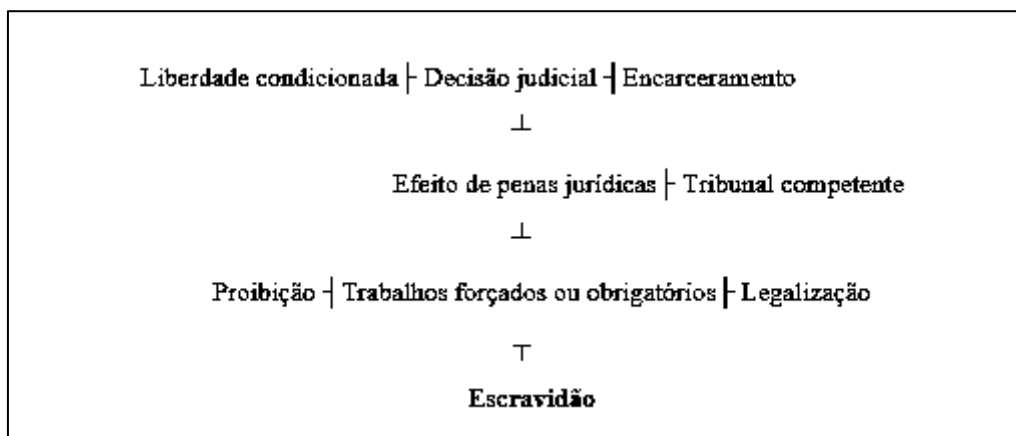 Liberdade condicionada ├ Decisão judicial ┤ Encarceramento
┴
Efeito de penas jurídicas ├ Tribunal competente
┴
Proibição ┤ Trabalhos forçados ou obrigatórios ├ Legalização
┬
Escravidão